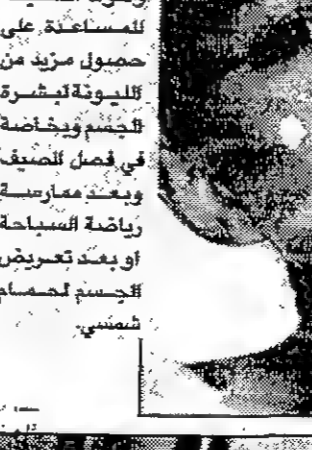 للمساعدة على
حصول مزيد من
الليونة لبشرة
الجسم وبخاصة
في فصل الصيف
وبعد ممارسة
رياضة السباحة
او بعد تعريض
الجسم لحمام
شمسي.